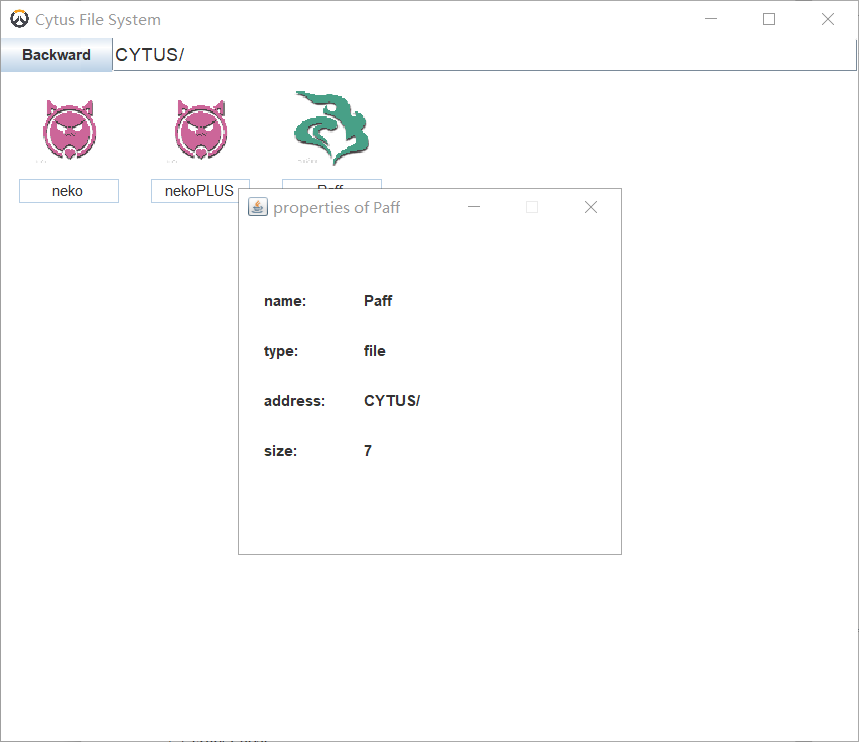 Cytus File System
Backward
CYTUS/
neko
nekoPLUS
properties of Paff
name: Paff
type: file
address: CYTUS/
size: 7